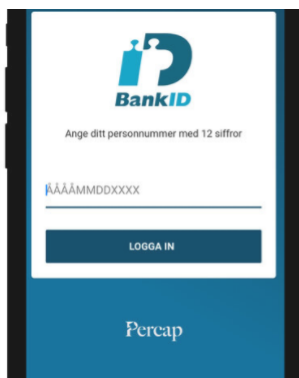 BankID
Ange ditt personnummer med 12 siffror
ÅÅÅÅMMDDXXXX
LOGGA IN
Percap